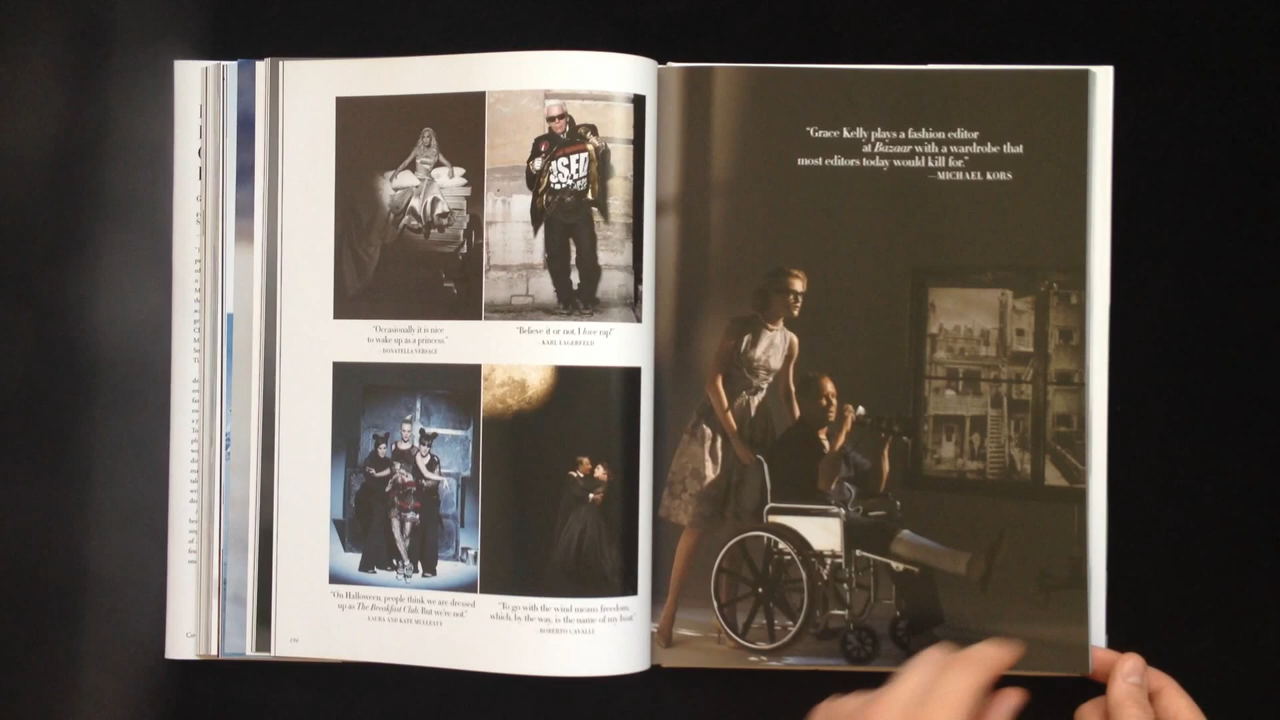 USED
"Occasionally it is nice
to wake up as a princess."
—DONATELLA VERSACE
"Believe it or not, I love rap!"
—KARL LAGERFELD
"On Halloween, people think we are dressed
up as The Breakfast Club. But we're not."
—LAURA AND KATE MULLEAVY
"To go with the wind means freedom,
which, by the way, is the name of my boat."
—ROBERTO CAVALLI
"Grace Kelly plays a fashion editor
at Bazaar with a wardrobe that
most editors today would kill for."
—MICHAEL KORS